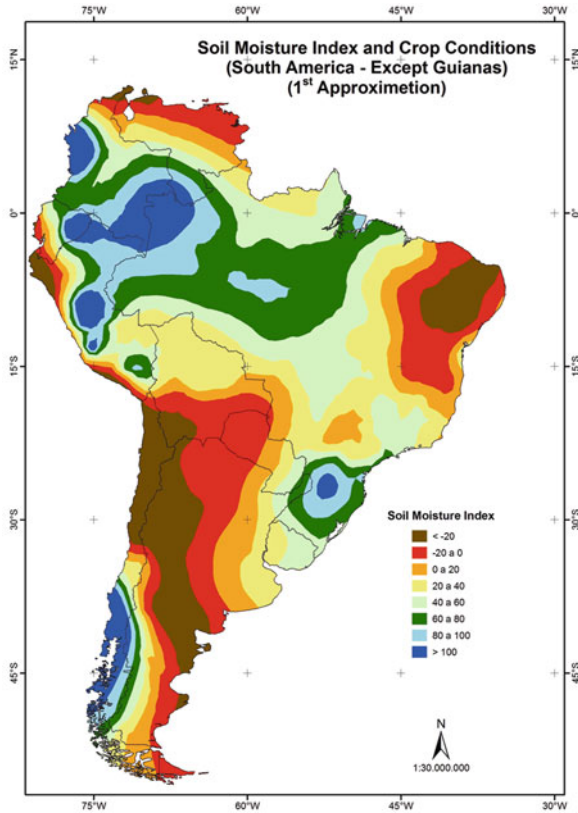 75°W 60°W 45°W 30°W
Soil Moisture Index and Crop Conditions
(South America - Except Guianas)
(1st Approximetion)
15°N 15°N
0° 0°
15°S 15°S
30°S 30°S
45°S 45°S
Soil Moisture Index
< -20
-20 a 0
0 a 20
20 a 40
40 a 60
60 a 80
80 a 100
> 100
N
1:30.000.000
75°W 60°W 45°W 30°W